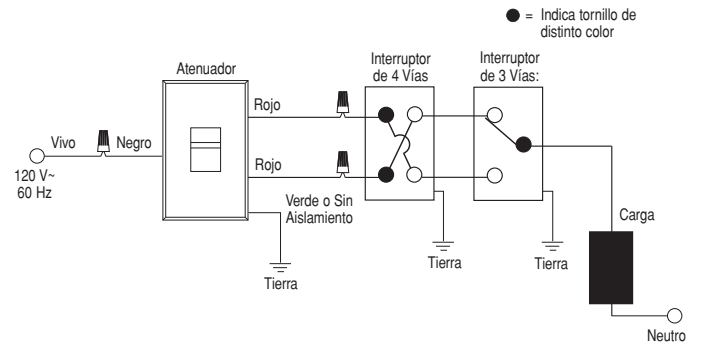 = Indica tornillo de
distinto color
Atenuador
Interruptor
de 4 Vías
Interruptor
de 3 Vías:
Rojo
Vivo
Negro
120 V~
60 Hz
Rojo
Verde o Sin
Aislamiento
Tierra
Tierra
Tierra
Carga
Neutro